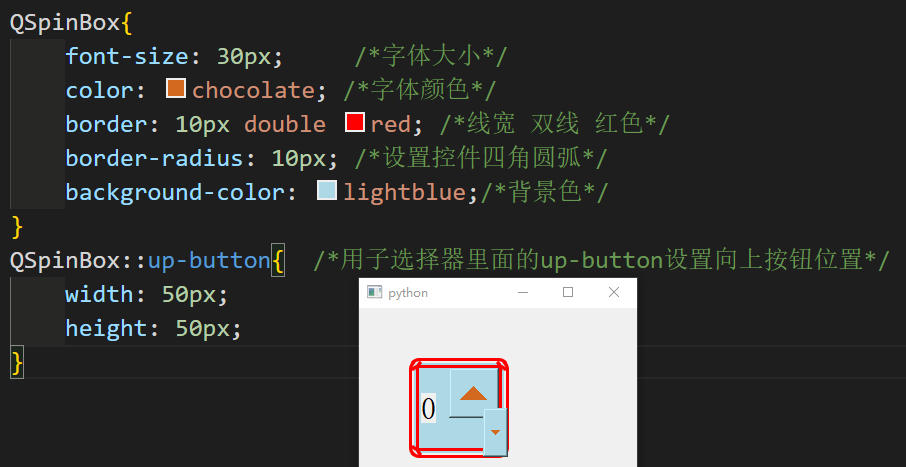 QSpinBox{
font-size: 30px; /*字体大小*/
color: chocolate; /*字体颜色*/
border: 10px double red; /*线宽 双线 红色*/
border-radius: 10px; /*设置控件四角圆弧*/
background-color: lightblue;/*背景色*/
}
QSpinBox::up-button{ /*用子选择器里面的up-button设置向上按钮位置*/
width: 50px;
height: 50px;
}
python
0